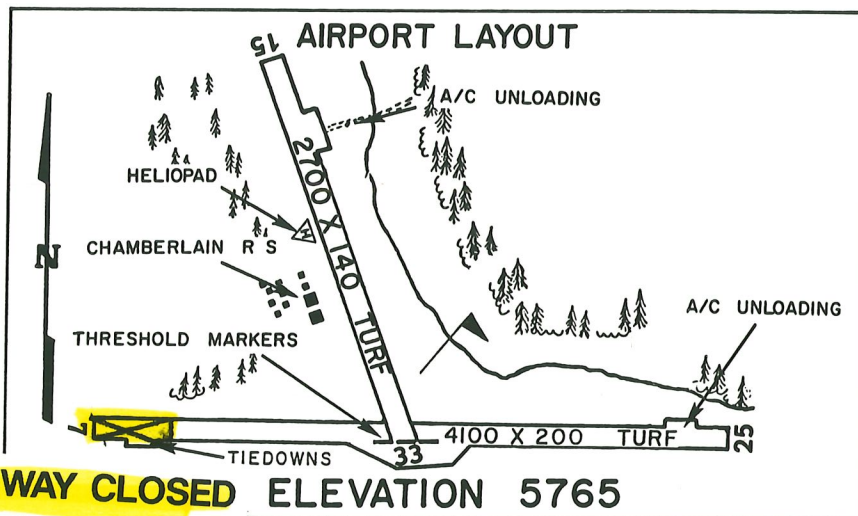 AIRPORT LAYOUT
15
A/C UNLOADING
HELIOPAD
2700 X 140 TURF
N
CHAMBERLAIN R S
A/C UNLOADING
THRESHOLD MARKERS
7
4100 X 200 TURF
25
TIEDOWNS
33
WAY CLOSED ELEVATION 5765
H